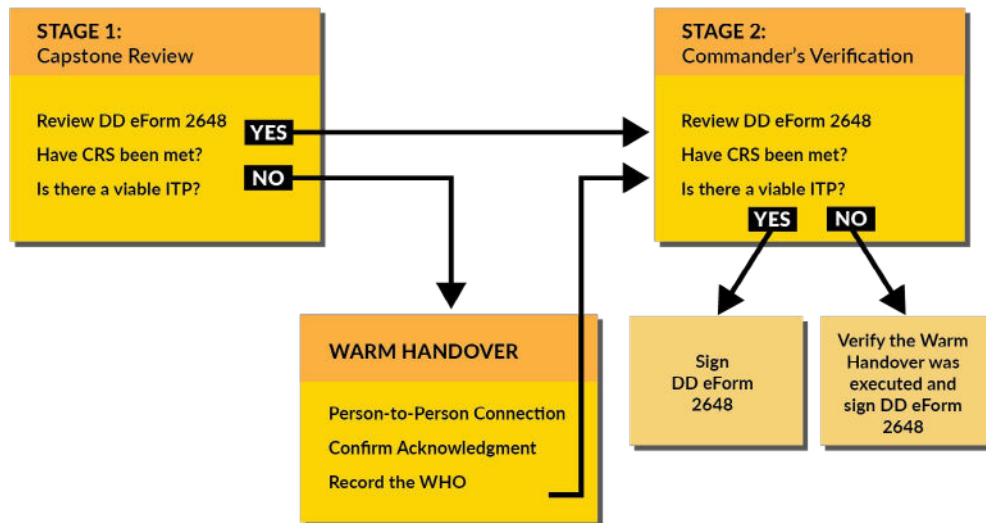 STAGE 1:
Capstone Review
Review DD eForm 2648
Have CRS been met?
Is there a viable ITP?
YES
NO
STAGE 2:
Commander's Verification
Review DD eForm 2648
Have CRS been met?
Is there a viable ITP?
YES
NO
WARM HANDOVER
Person-to-Person Connection
Confirm Acknowledgment
Record the WHO
Sign
DD eForm
2648
Verify the Warm
Handover was
executed and
sign DD eForm
2648